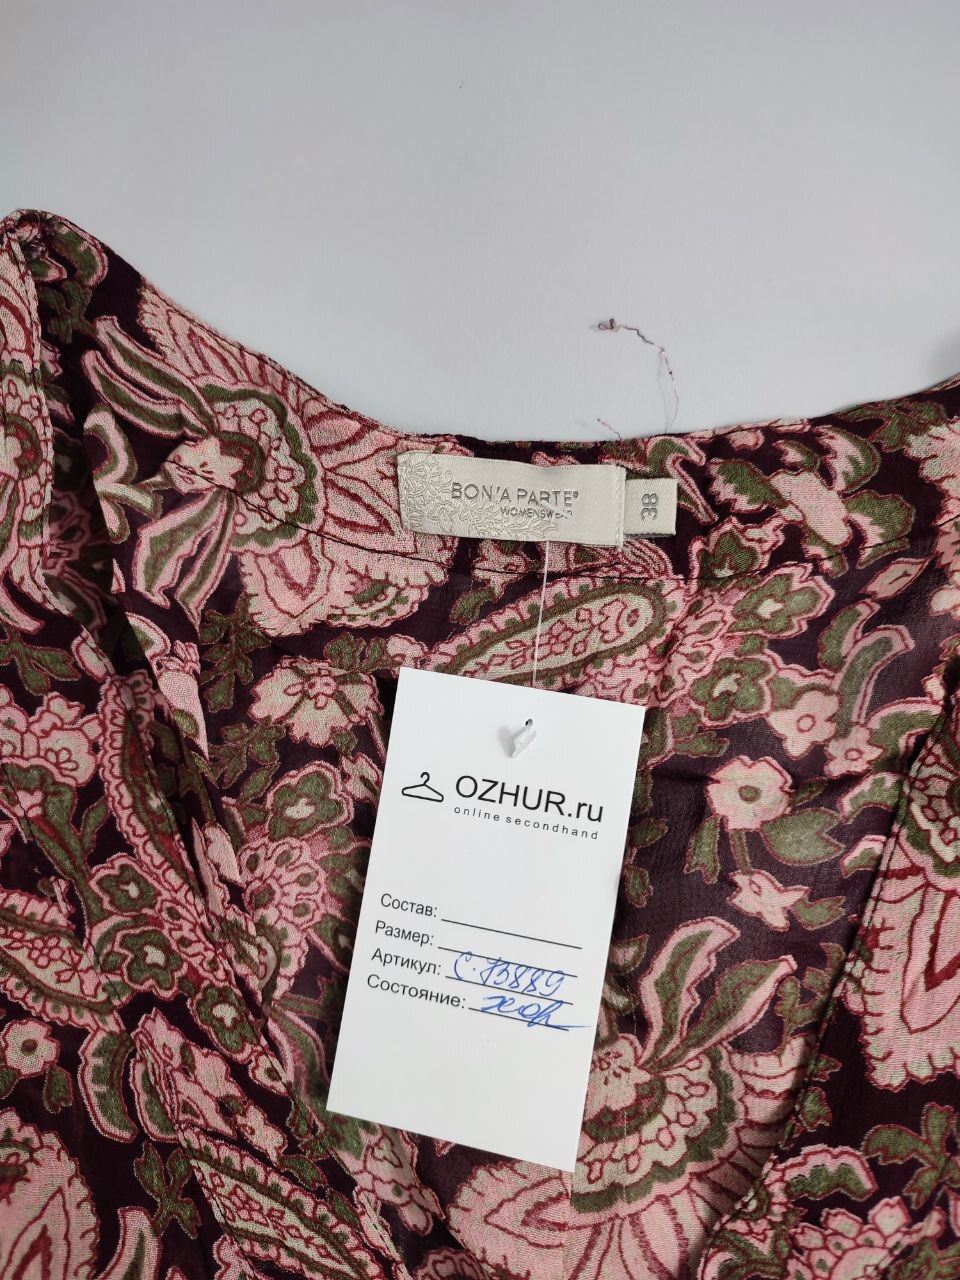 BON'A PARTE®
WOMENSWEAR
38
OZHUR.ru
online secondhand
Состав:
Размер:
Артикул: С.73889
Состояние: хор